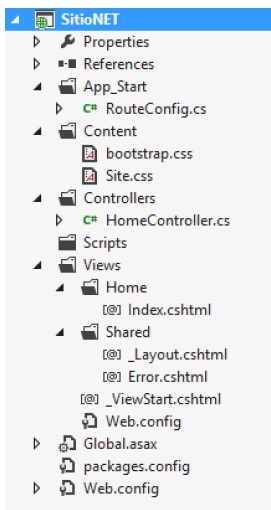 SitioNET
Properties
References
App_Start
C# RouteConfig.cs
Content
bootstrap.css
Site.css
Controllers
C# HomeController.cs
Scripts
Views
Home
[@] Index.cshtml
Shared
[@] _Layout.cshtml
[@] Error.cshtml
[@] _ViewStart.cshtml
Web.config
Global.asax
packages.config
Web.config